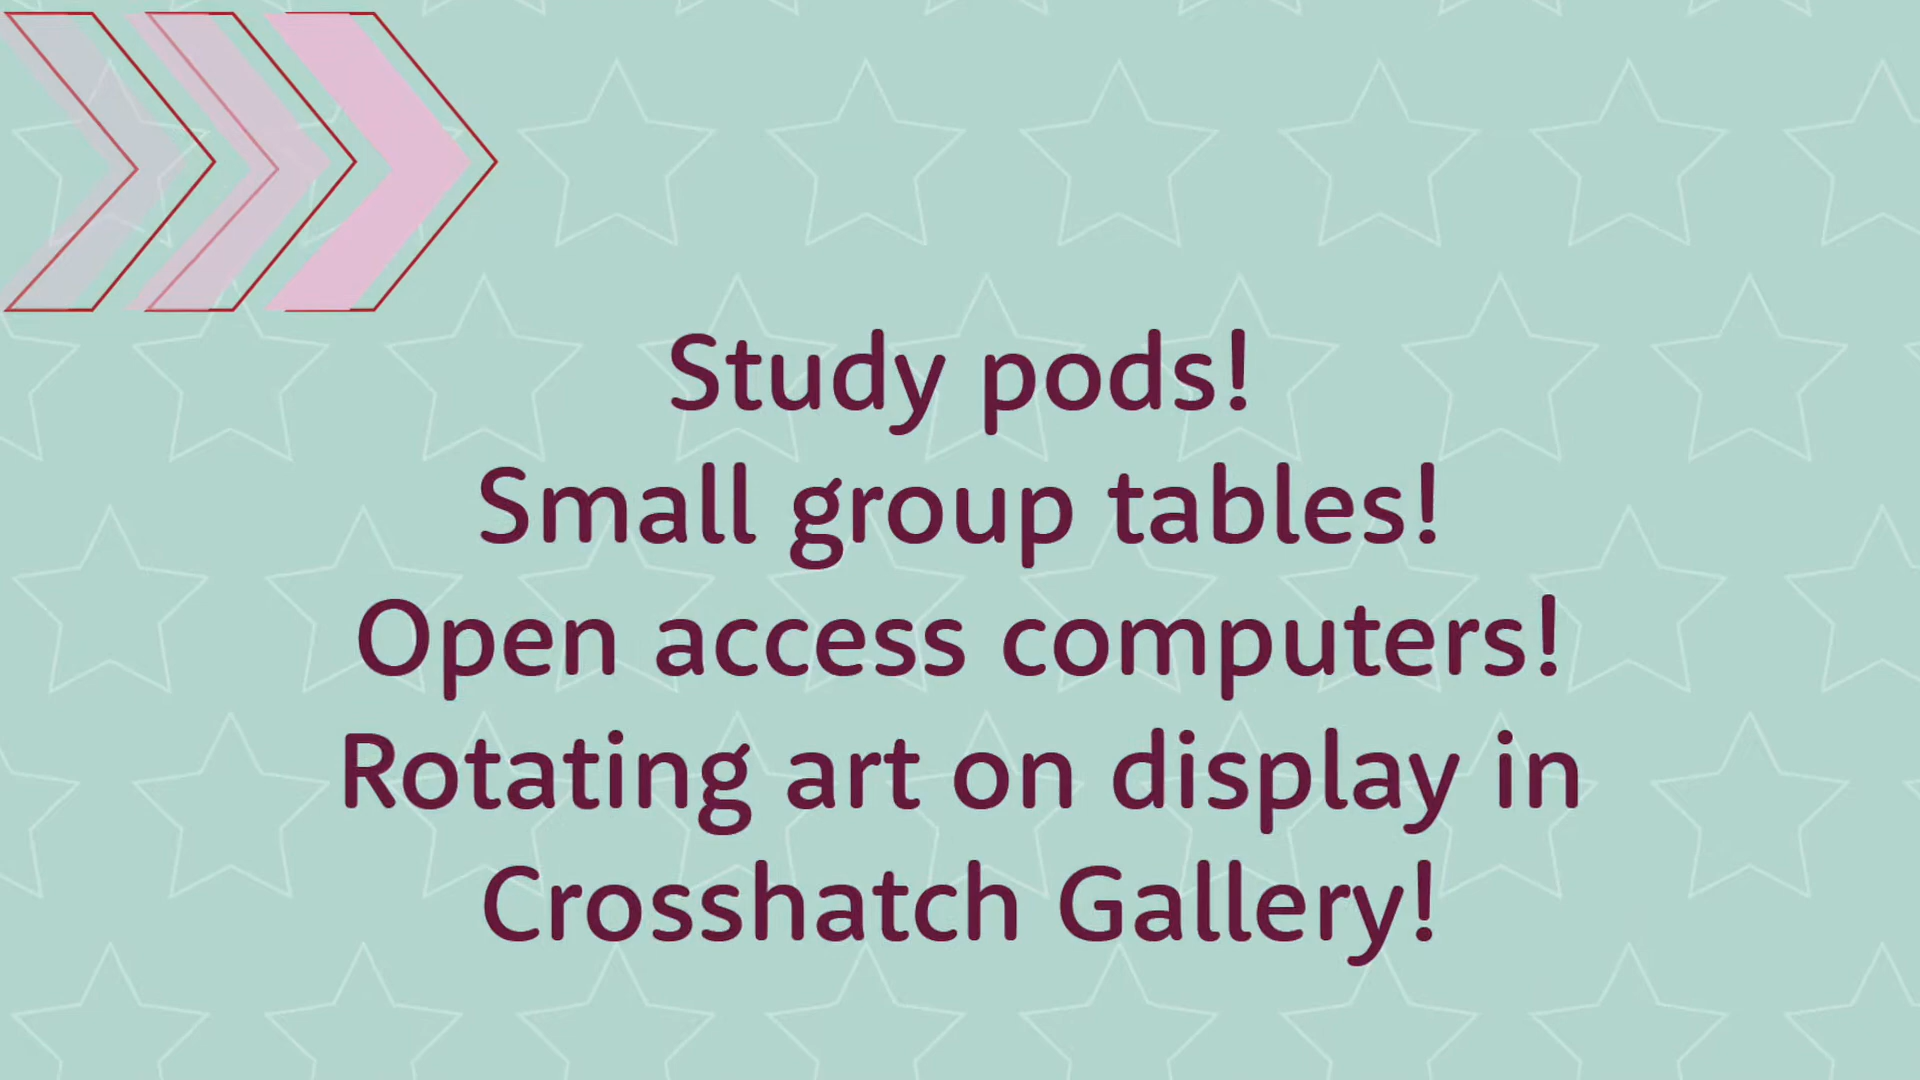 Study pods!
Small group tables!
Open access computers!
Rotating art on display in
Crosshatch Gallery!